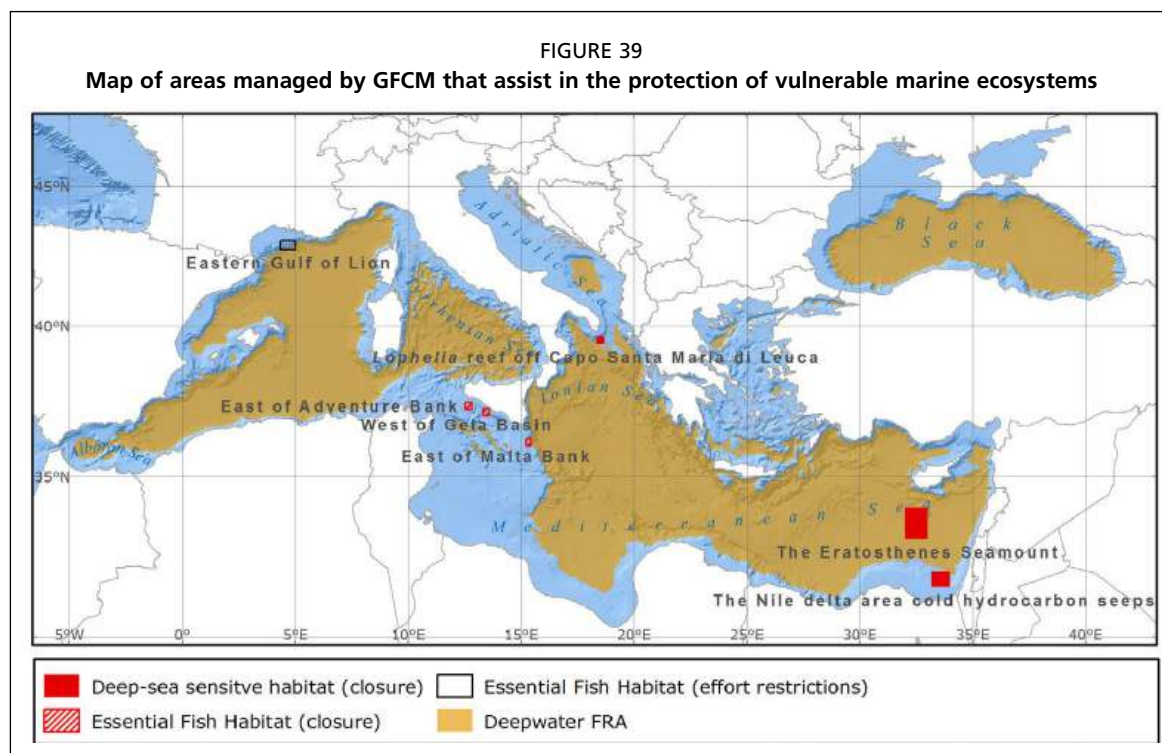 FIGURE 39
Map of areas managed by GFCM that assist in the protection of vulnerable marine ecosystems
45°N
Adriatic Sea
Black
Sea
Eastern Gulf of Lion
Tyrrhenian Sea
40°N
Lophelia reef off Capo Santa Maria di Leuca
Ionian Sea
East of Adventure Bank
West of Gela Basin
Alboran Sea
East of Malta Bank
35°N
Mediterranean Sea
The Eratosthenes Seamount
The Nile delta area cold hydrocarbon seeps
5°W 0° 5°E 10°E 15°E 20°E 25°E 30°E 35°E 40°E
Deep-sea sensitve habitat (closure) Essential Fish Habitat (effort restrictions)
Essential Fish Habitat (closure) Deepwater FRA